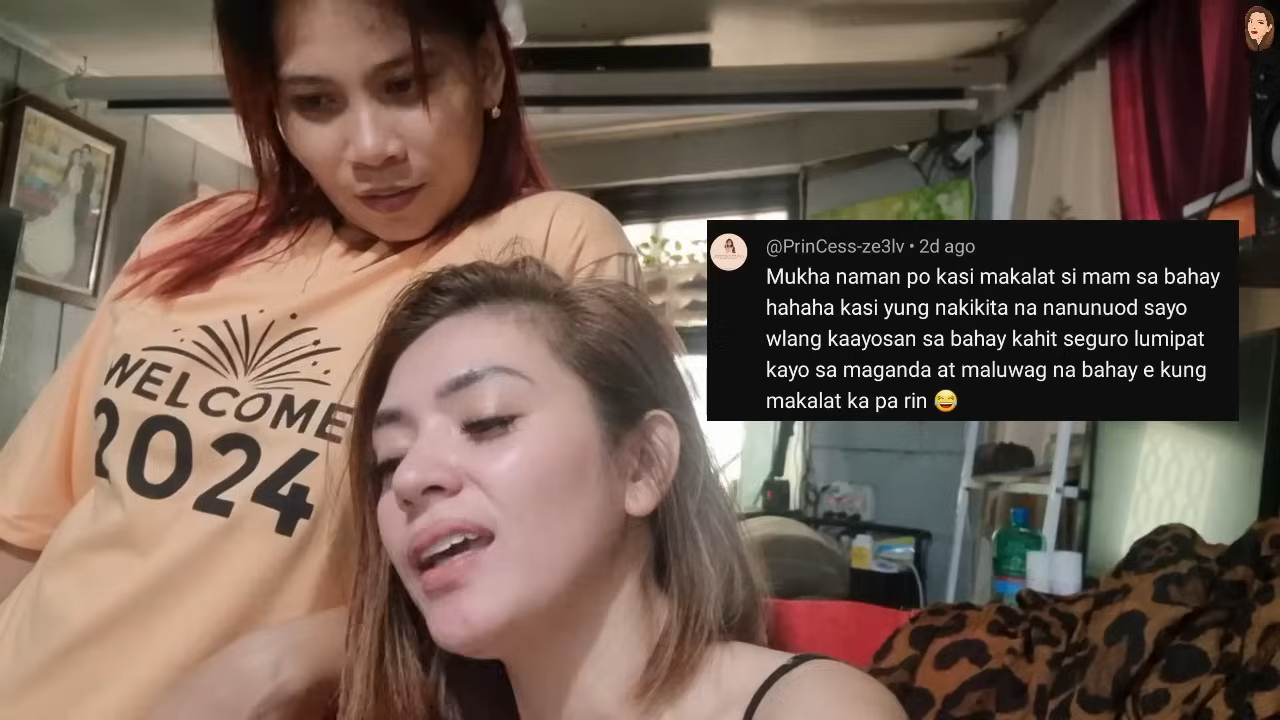 WELCOME
2024
@PrinCess-ze3lv • 2d ago
Mukha naman po kasi makalat si mam sa bahay
hahaha kasi yung nakikita na nanunuod sayo
wlang kaayosan sa bahay kahit seguro lumipat
kayo sa maganda at maluwag na bahay e kung
makalat ka pa rin 😆